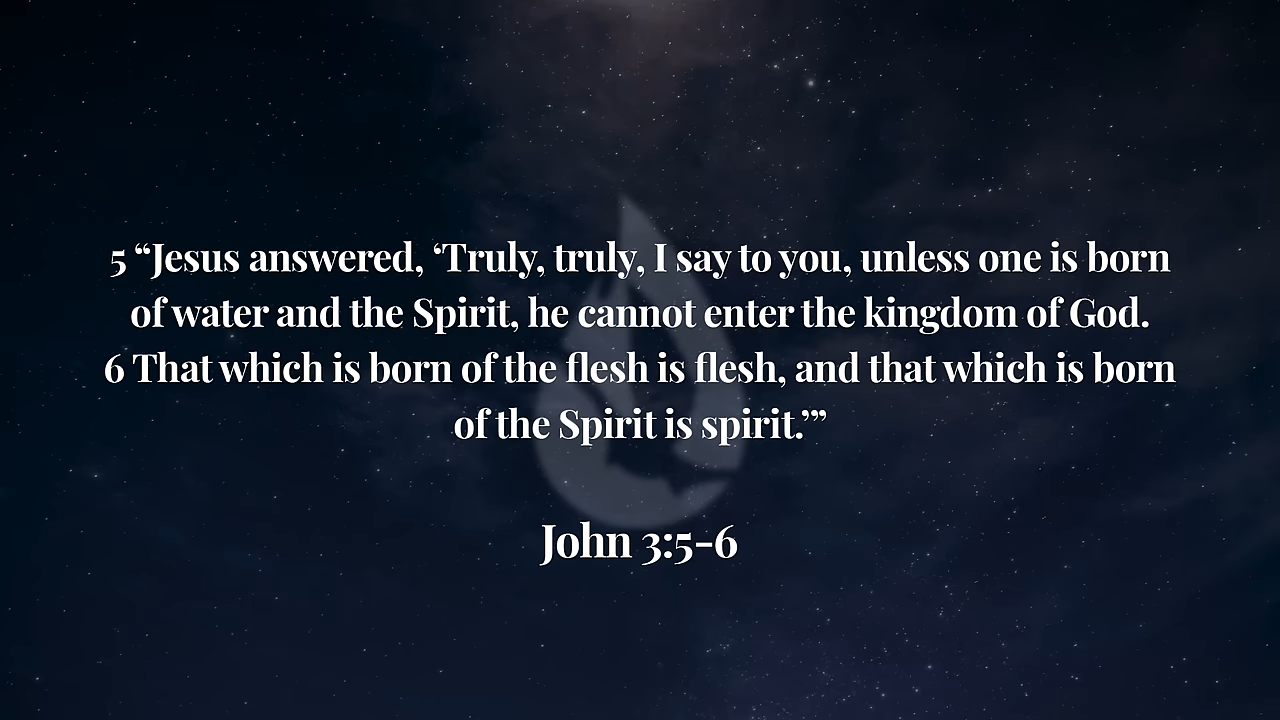 5 “Jesus answered, ‘Truly, truly, I say to you, unless one is born
of water and the Spirit, he cannot enter the kingdom of God.
6 That which is born of the flesh is flesh, and that which is born
of the Spirit is spirit.’”
John 3:5-6